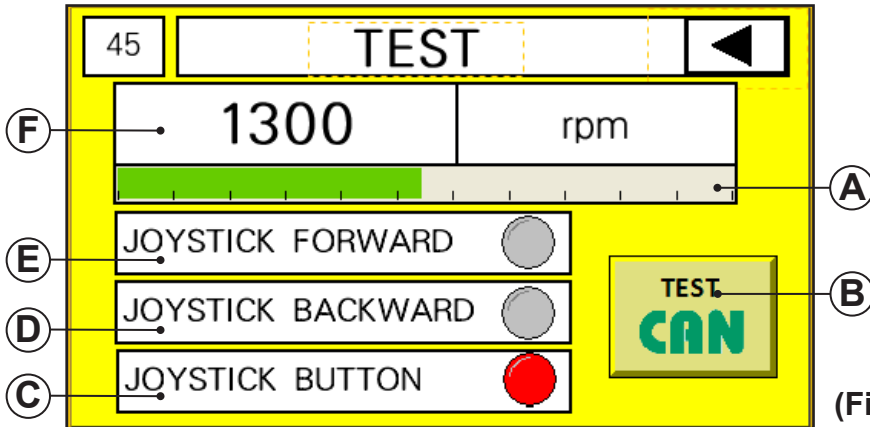 45 TEST
F 1300 rpm
A
E JOYSTICK FORWARD
TEST B
D JOYSTICK BACKWARD
CAN
C JOYSTICK BUTTON
(Fi